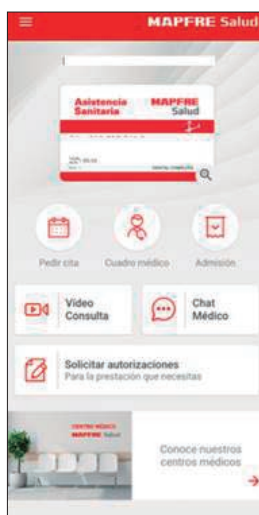 MAPFRE Salud
Asistencia Sanitaria
MAPFRE Salud
Pedir cita
Cuadro médico
Admisión
Video Consulta
Chat Médico
Solicitar autorizaciones
Para la prestación que necesitas
CENTRO MÉDICO
MAPFRE Salud
Conoce nuestros
centros médicos